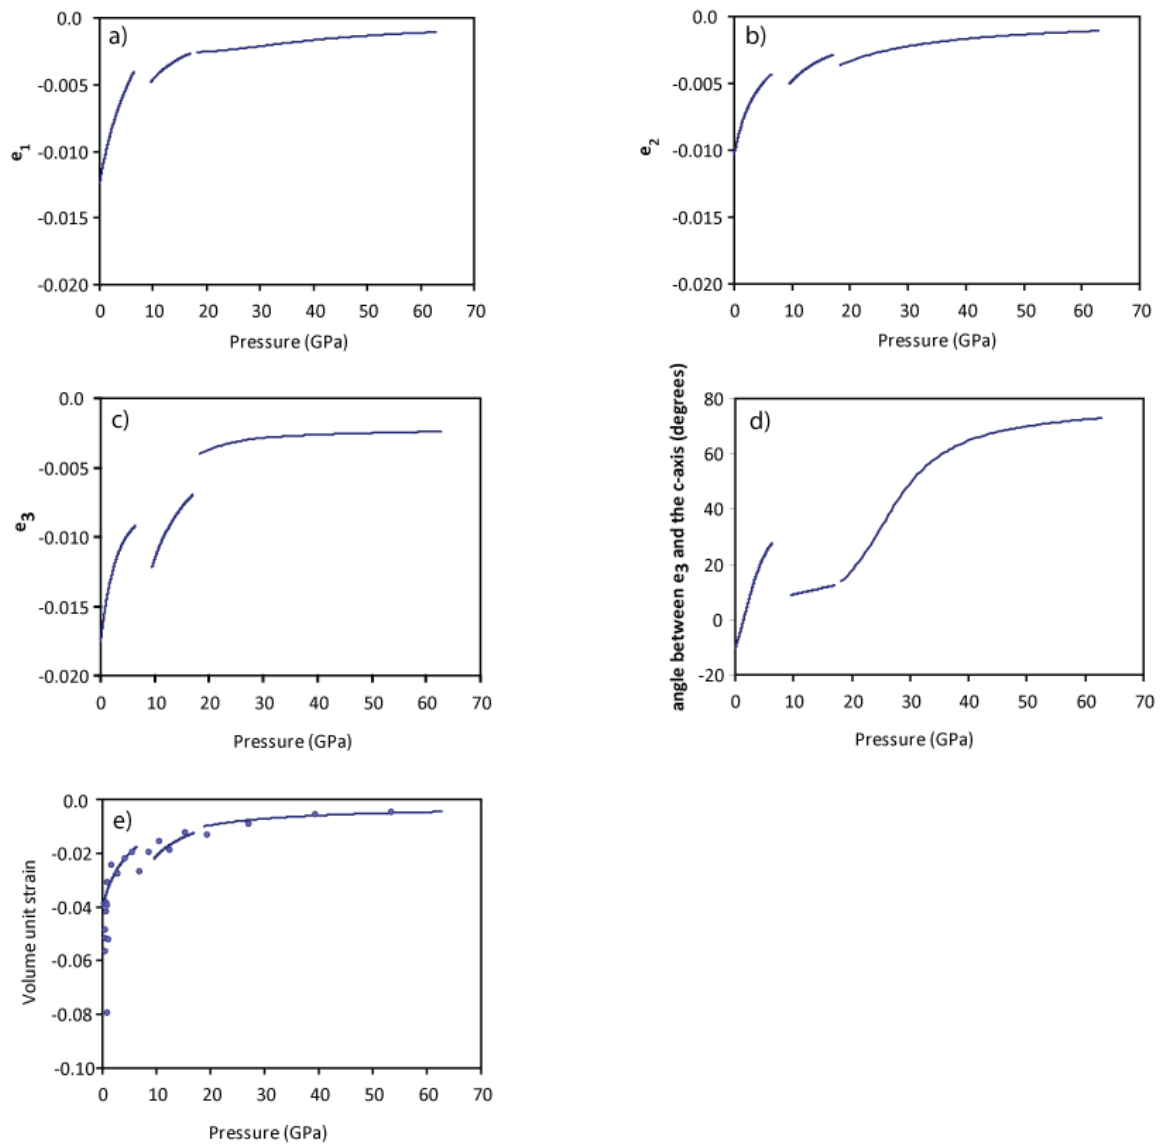 a)
0.0
-0.005
-0.010
-0.015
-0.020
e1
0 10 20 30 40 50 60 70
Pressure (GPa)
b)
0.0
-0.005
-0.010
-0.015
-0.020
e2
0 10 20 30 40 50 60 70
Pressure (GPa)
c)
0.0
-0.005
-0.010
-0.015
-0.020
e3
0 10 20 30 40 50 60 70
Pressure (GPa)
d)
80
60
40
20
0
-20
angle between e3 and the c-axis (degrees)
0 10 20 30 40 50 60 70
Pressure (GPa)
e)
0.0
-0.02
-0.04
-0.06
-0.08
-0.10
Volume unit strain
0 10 20 30 40 50 60 70
Pressure (GPa)